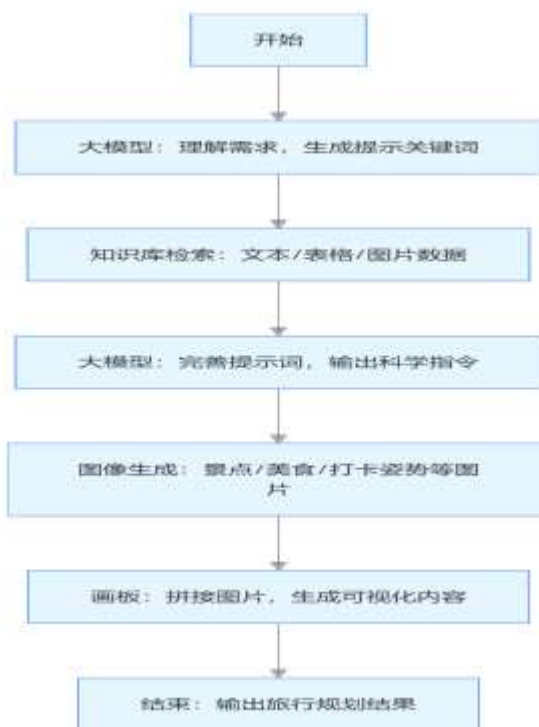 开始
大模型：理解需求，生成提示关键词
知识库检索：文本/表格/图片数据
大模型：完善提示词，输出科学指令
图像生成：景点/美食/打卡姿势等图
片
画板：拼接图片，生成可视化内容
结束：输出旅行规划结果